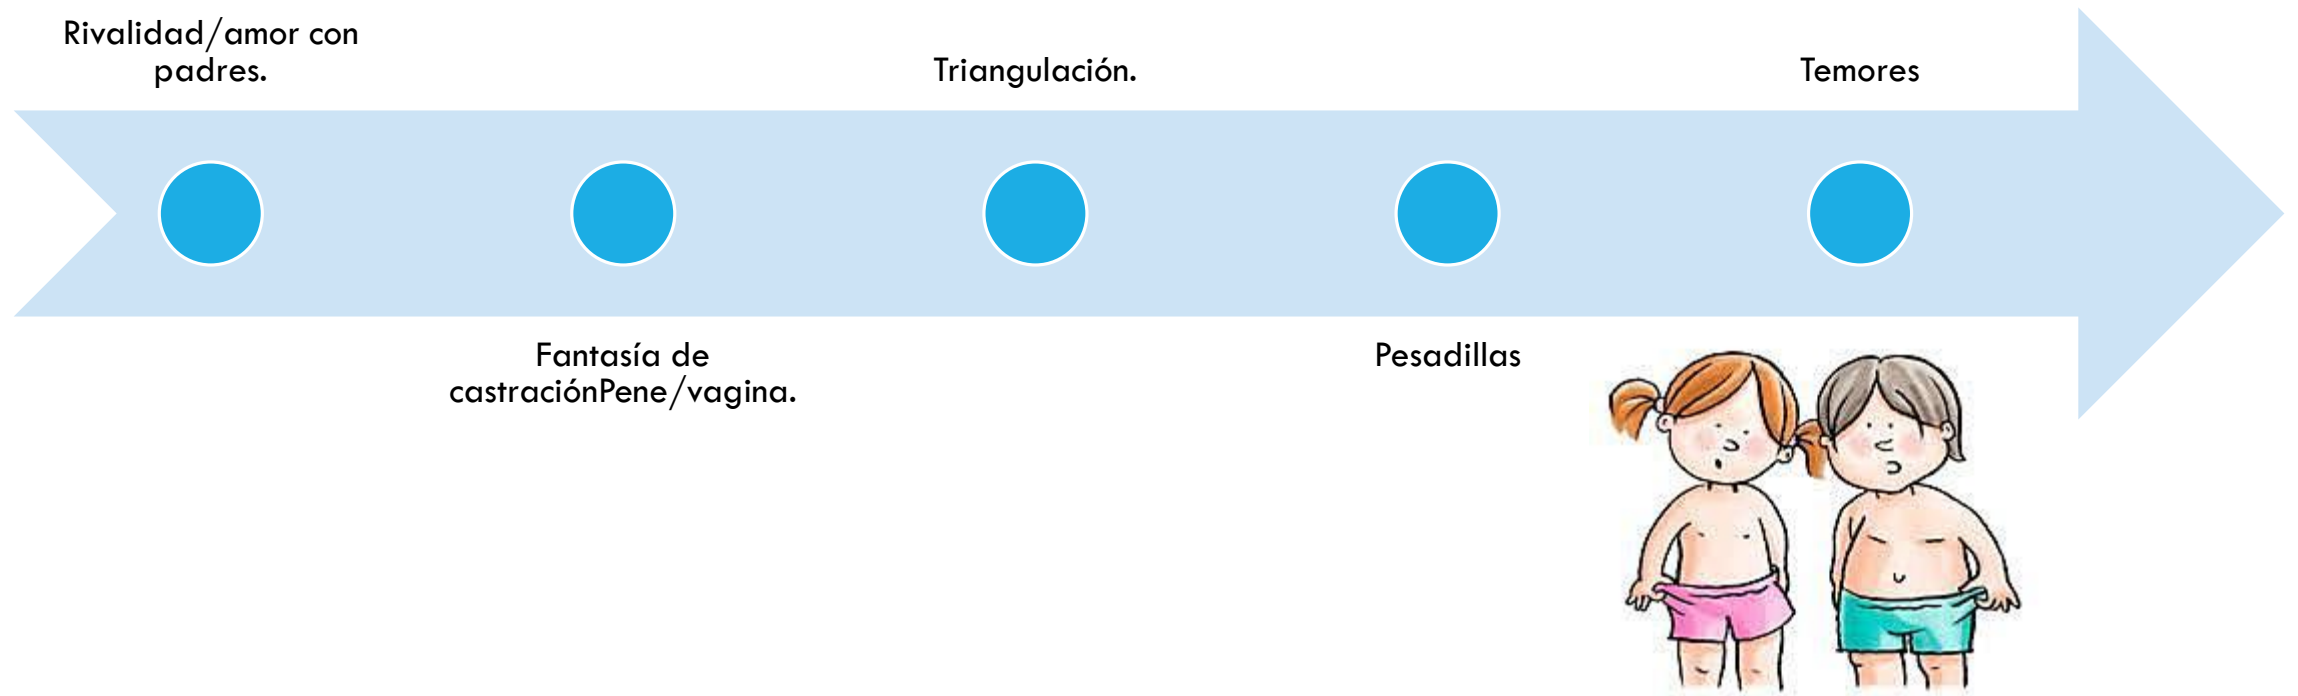 Rivalidad/amor con
padres.
Fantasía de
castraciónPene/vagina.
Triangulación.
Pesadillas
Temores